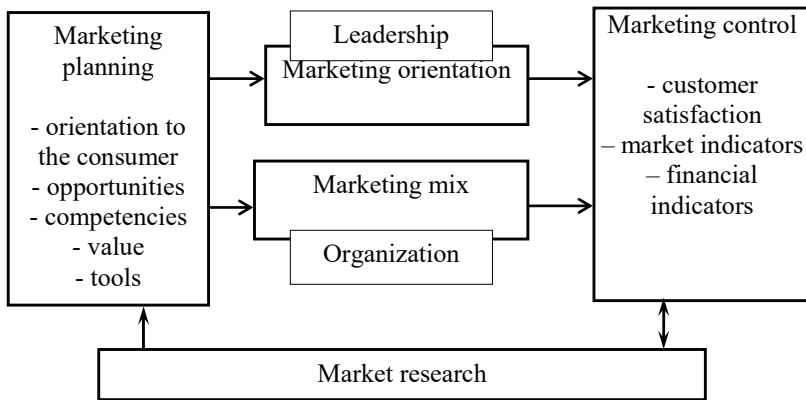 Marketing
planning
- orientation to
the consumer
- opportunities
- competencies
- value
- tools
Leadership
Marketing orientation
Marketing mix
Organization
Marketing control
- customer
satisfaction
– market indicators
– financial
indicators
Market research